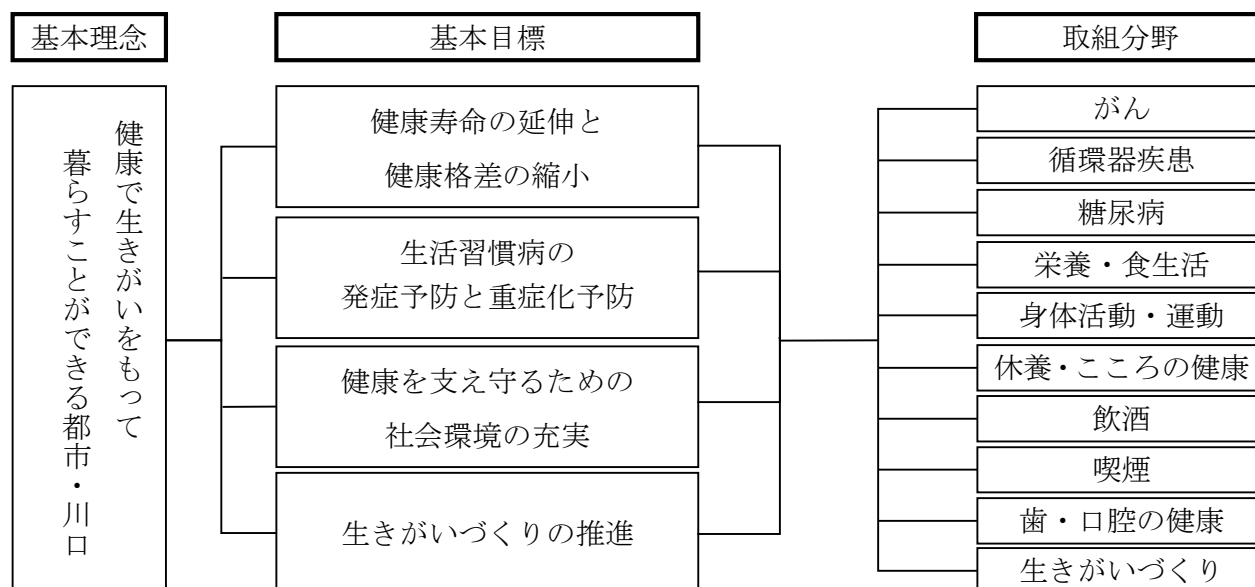 基本理念
基本目標
取組分野
健康で生きがいをもって
暮らすことができる都市・川口
健康寿命の延伸と
健康格差の縮小
生活習慣病の
発症予防と重症化予防
健康を支え守るための
社会環境の充実
生きがいづくりの推進
がん
循環器疾患
糖尿病
栄養・食生活
身体活動・運動
休養・こころの健康
飲酒
喫煙
歯・口腔の健康
生きがいづくり